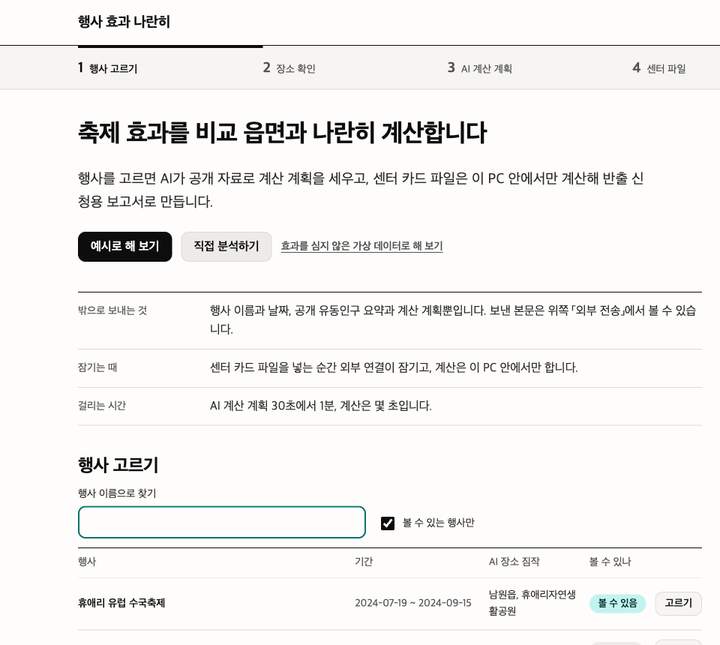 행사 효과 나란히
1 행사 고르기
2 장소 확인
3 AI 계산 계획
4 센터 파일
축제 효과를 비교 읍면과 나란히 계산합니다
행사를 고르면 AI가 공개 자료로 계산 계획을 세우고, 센터 카드 파일은 이 PC 안에서만 계산해 반출 신
청용 보고서로 만듭니다.
예시로 해 보기
직접 분석하기
효과를 심지 않은 가상 데이터로 해 보기
밖으로 보내는 것
행사 이름과 날짜, 공개 유동인구 요약과 계산 계획뿐입니다. 보낸 본문은 위쪽 「외부 전송」에서 볼 수 있습
니다.
잠기는 때
센터 카드 파일을 넣는 순간 외부 연결이 잠기고, 계산은 이 PC 안에서만 합니다.
걸리는 시간
AI 계산 계획 30초에서 1분, 계산은 몇 초입니다.
행사 고르기
행사 이름으로 찾기
볼 수 있는 행사만
행사
기간
AI 장소 짐작
볼 수 있나
휴애리 유럽 수국축제
2024-07-19 ~ 2024-09-15
남원읍, 휴애리자연생
활공원
볼 수 있음
고르기